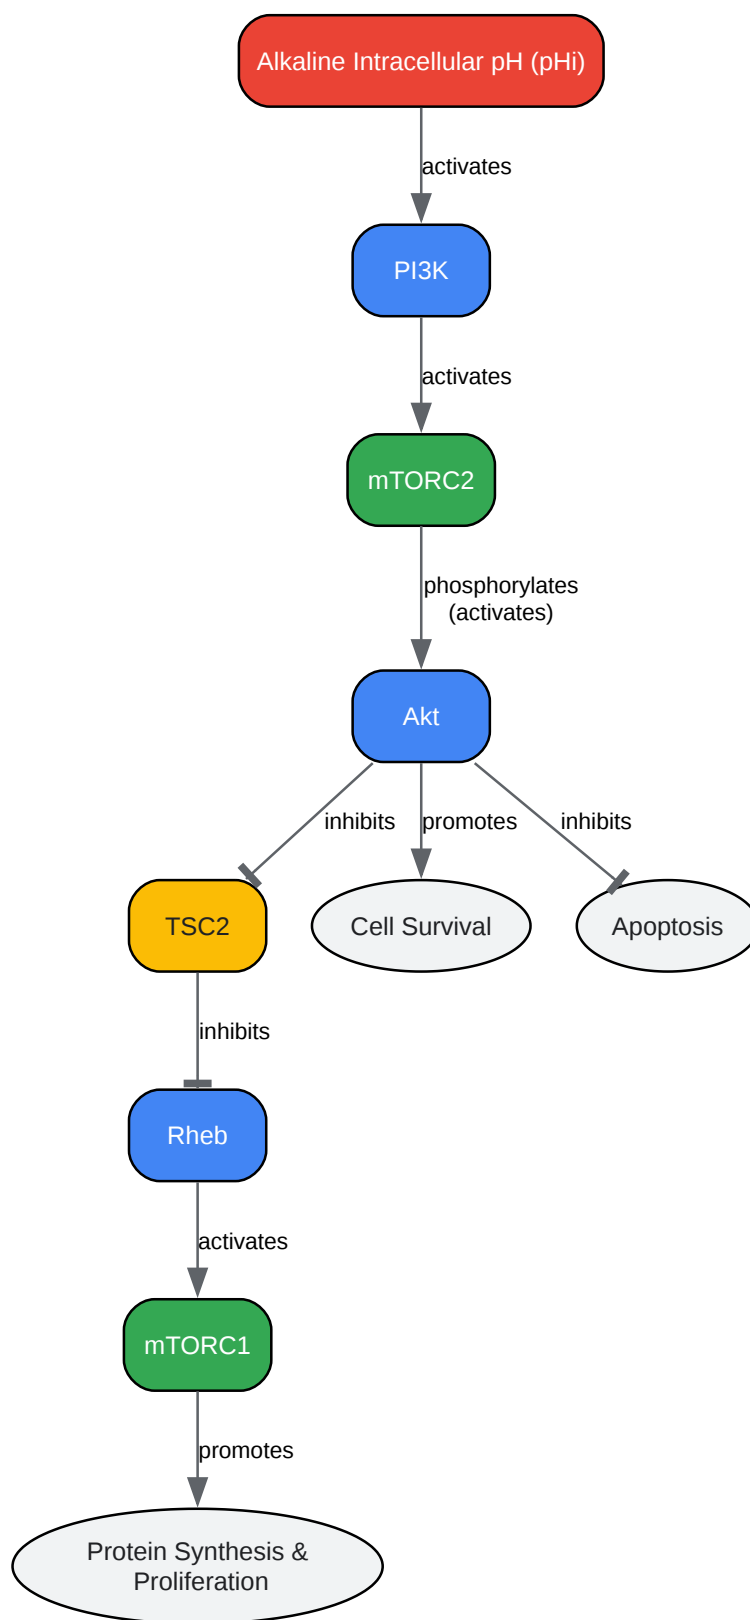 Alkaline Intracellular pH (pHi)
activates
PI3K
activates
mTORC2
phosphorylates
(activates)
Akt
inhibits
promotes
inhibits
TSC2
Cell Survival
Apoptosis
inhibits
Rheb
activates
mTORC1
promotes
Protein Synthesis &
Proliferation